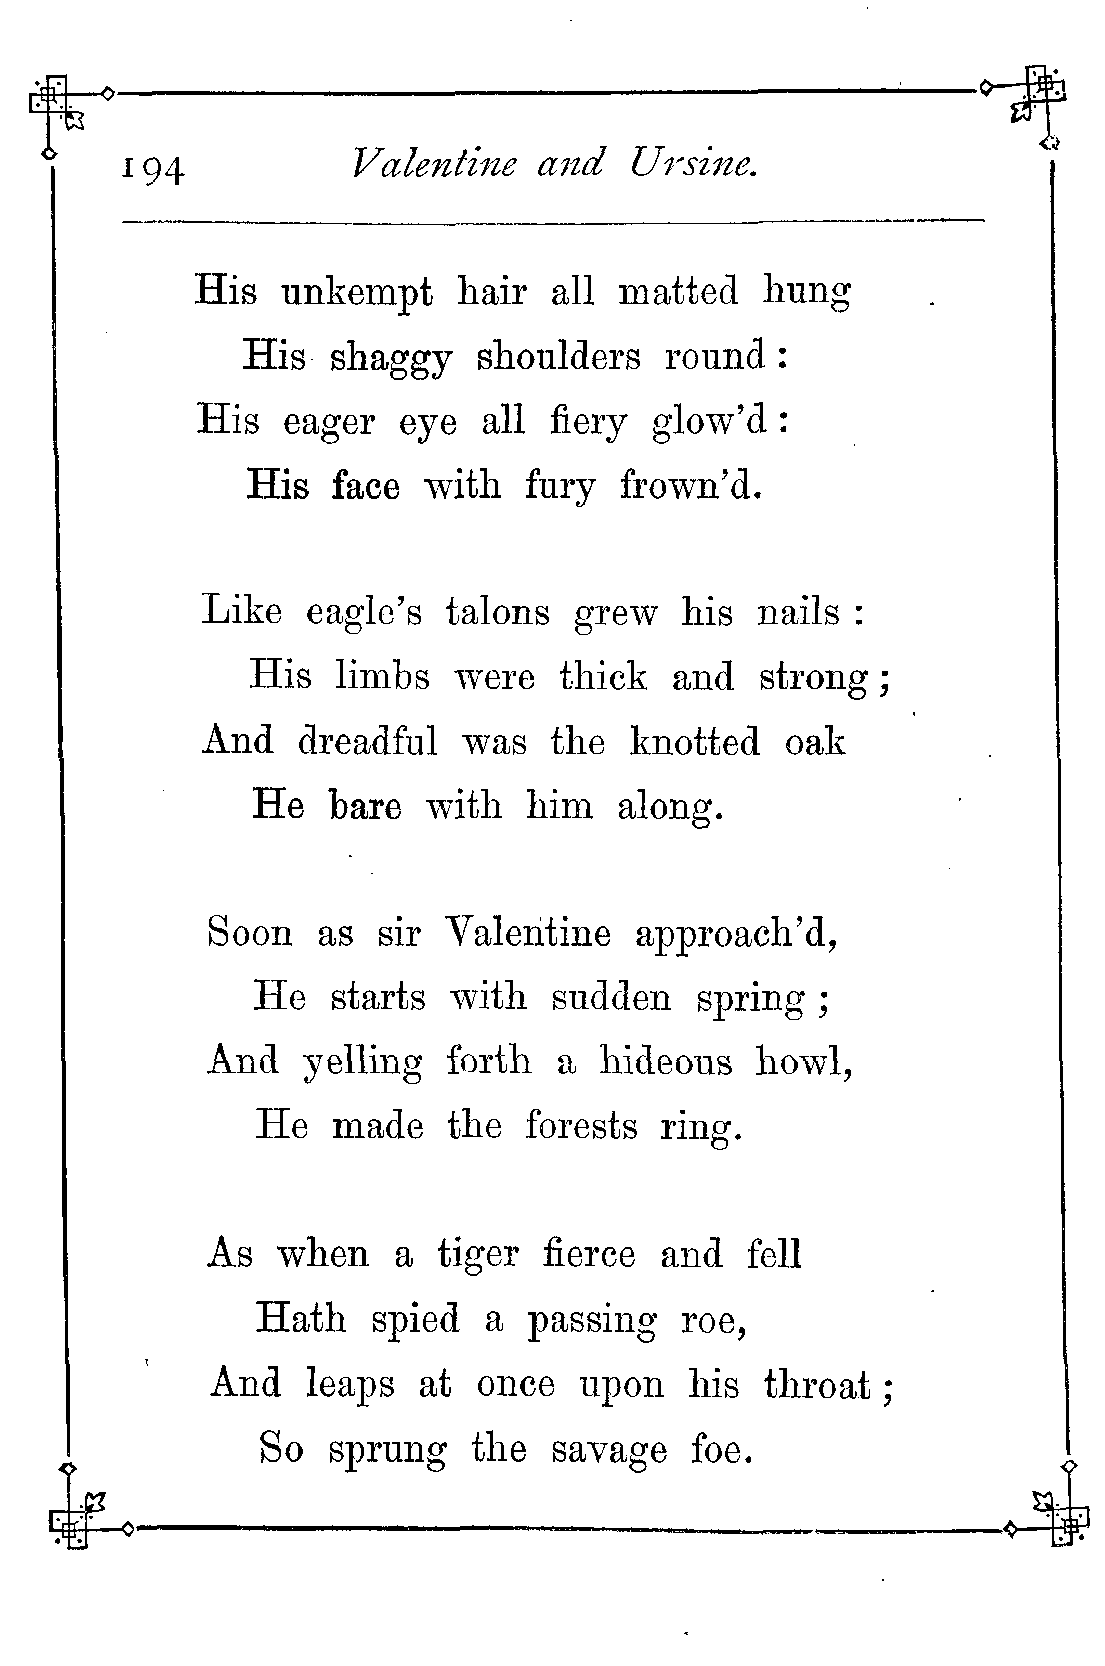 194 Valentine and Ursine.
His unkempt hair all matted hung
His shaggy shoulders round :
His eager eye all fiery glow'd :
His face with fury frown'd.
Like eagle's talons grew his nails :
His limbs were thick and strong ;
And dreadful was the knotted oak
He bare with him along.
Soon as sir Valentine approach'd,
He starts with sudden spring ;
And yelling forth a hideous howl,
He made the forests ring.
As when a tiger fierce and fell
Hath spied a passing roe,
And leaps at once upon his throat ;
So sprung the savage foe.